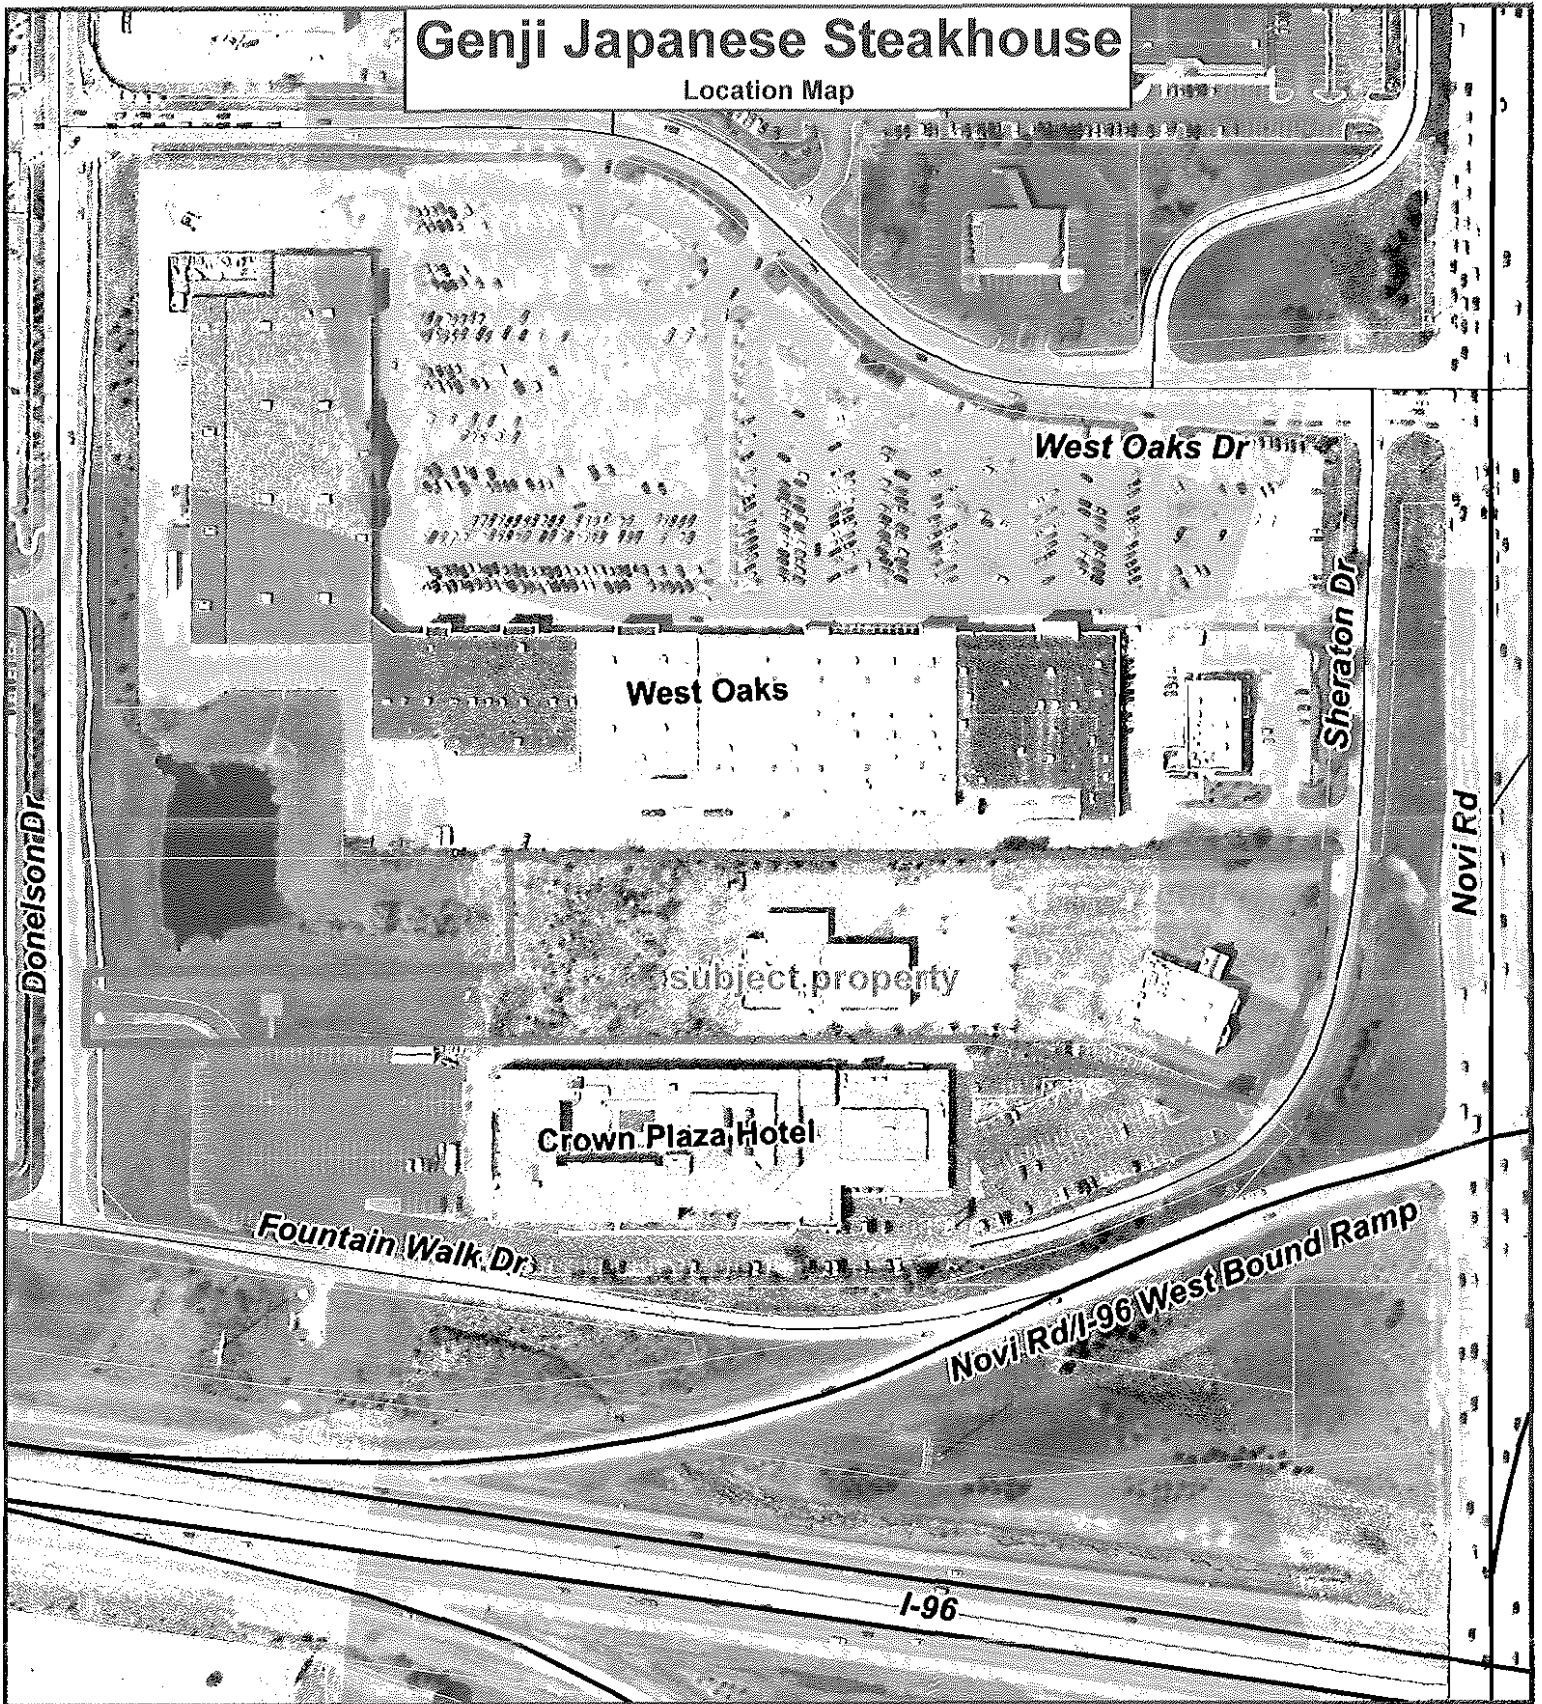 Genji Japanese Steakhouse
Location Map
West Oaks Dr
Sheraton Dr
West Oaks
Novi Rd
Donelson Dr
subject property
Crown Plaza Hotel
Fountain Walk Dr
Novi Rd/I-96 West Bound Ramp
I-96